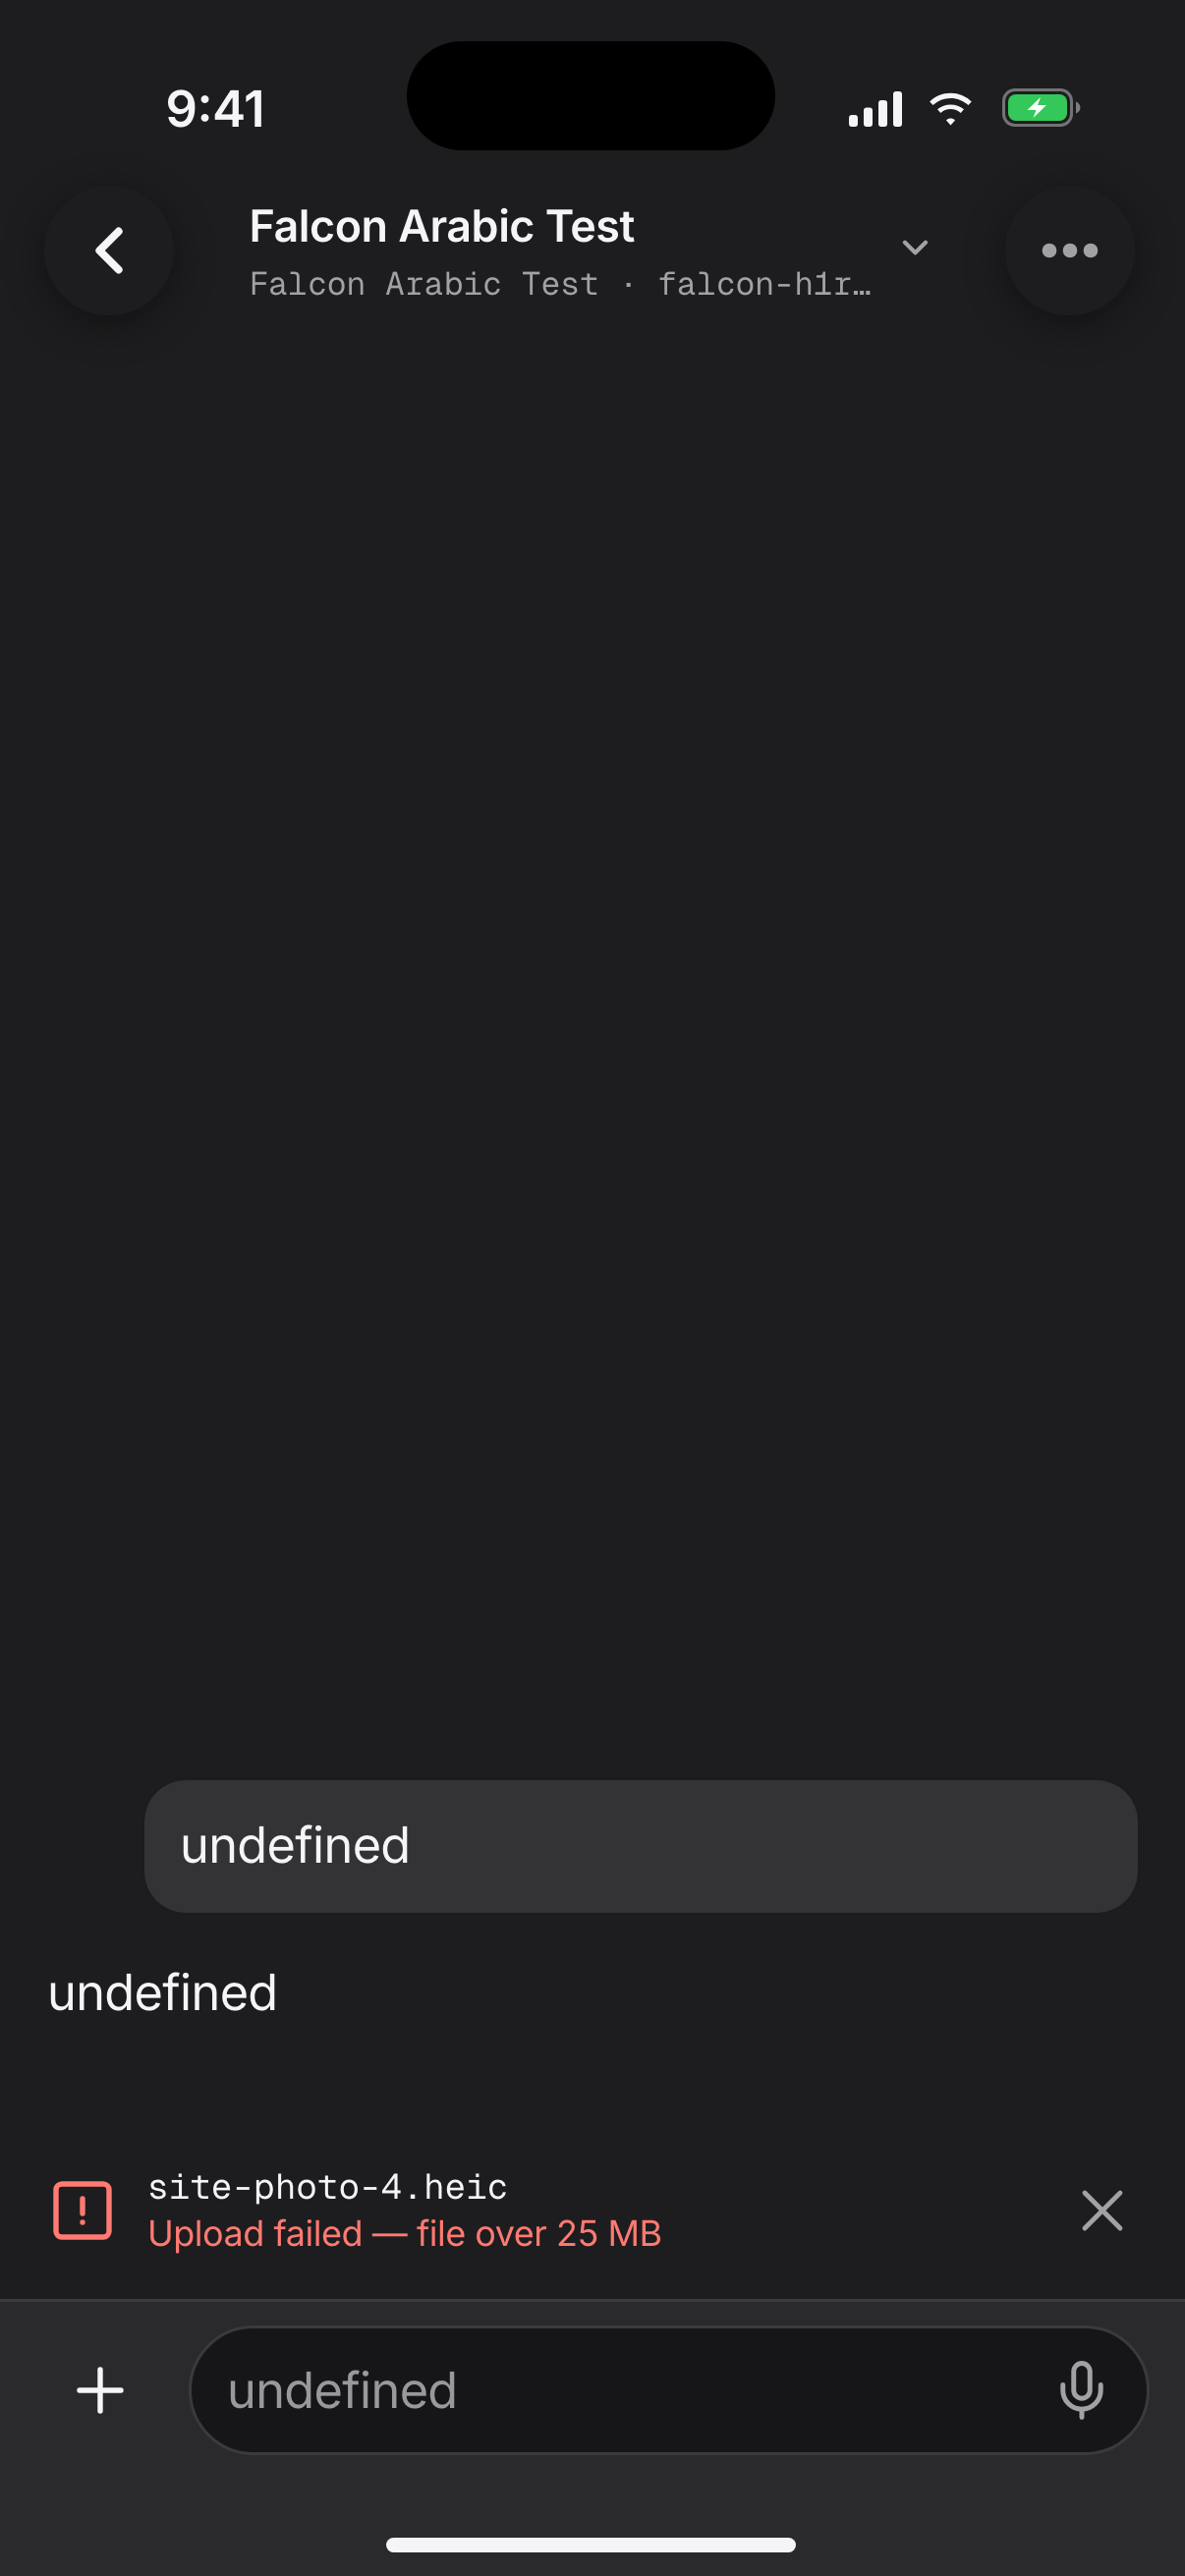 9:41
Falcon Arabic Test
Falcon Arabic Test · falcon-h1r…
undefined
undefined
site-photo-4.heic
Upload failed — file over 25 MB
undefined